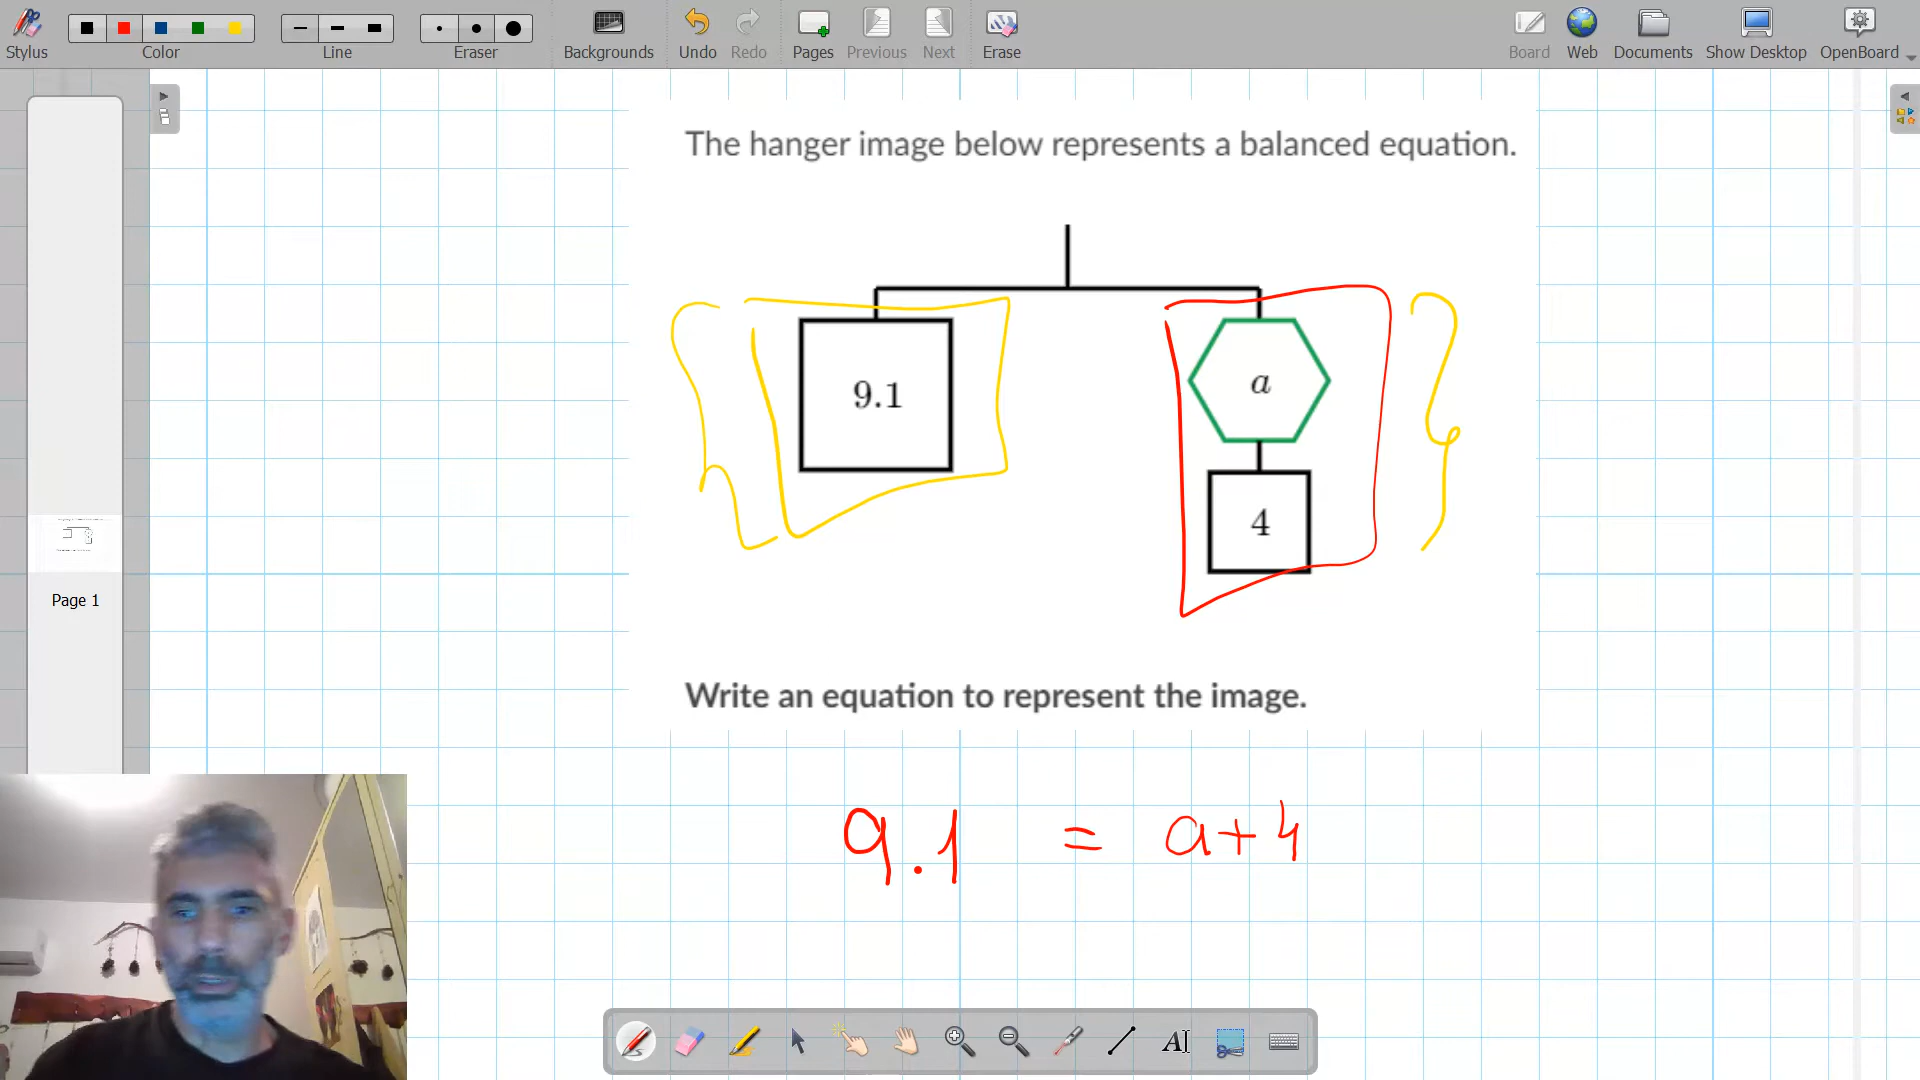 Stylus Color Line Eraser Backgrounds Undo Redo Pages Previous Next Erase Board Web Documents Show Desktop OpenBoard
The hanger image below represents a balanced equation.
9.1
a
4
Page 1
Write an equation to represent the image.
9.1 = a+4
AI